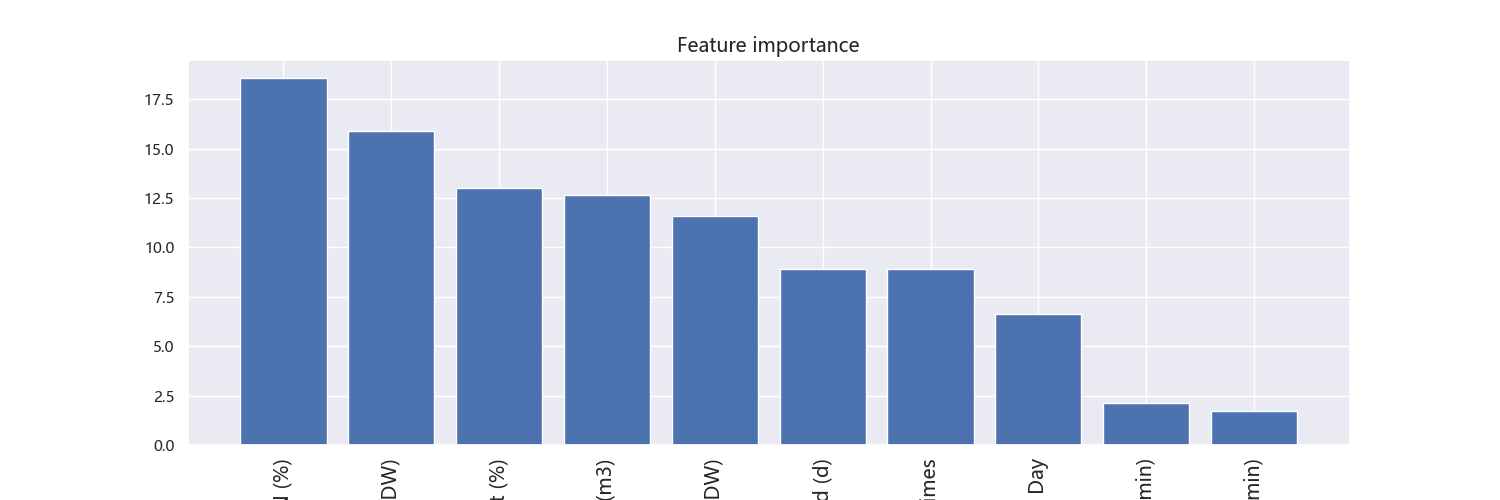 Feature importance
17.5
15.0
12.5
10.0
7.5
5.0
2.5
0.0
(%)
DW)
t (%)
(m3)
DW)
d (d)
imes
Day
min)
min)